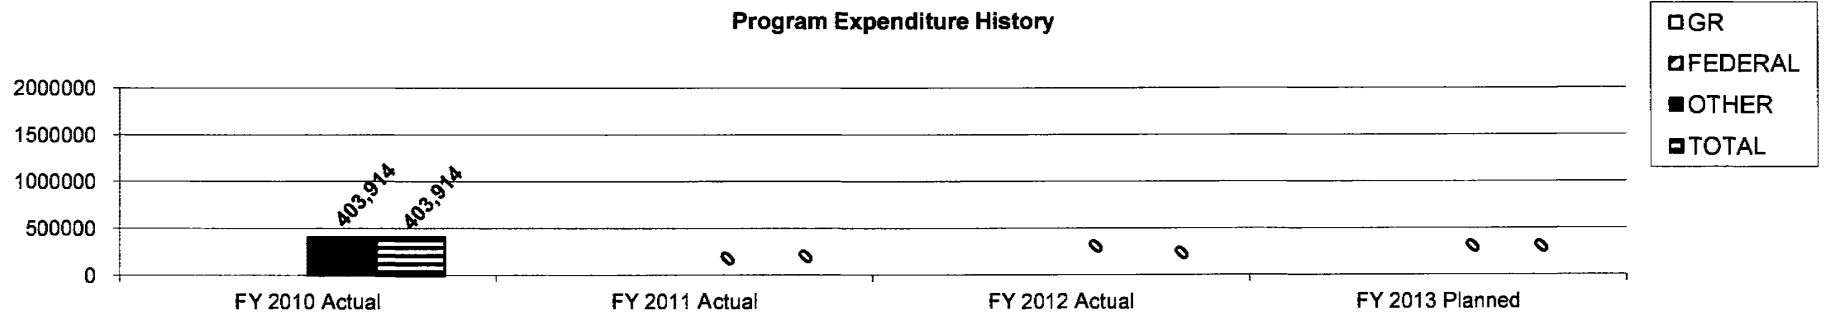 Program Expenditure History
GR
FEDERAL
OTHER
TOTAL
2000000
1500000
1000000
500000
0
403,914
403,914
0
0
0
0
0
0
FY 2010 Actual
FY 2011 Actual
FY 2012 Actual
FY 2013 Planned